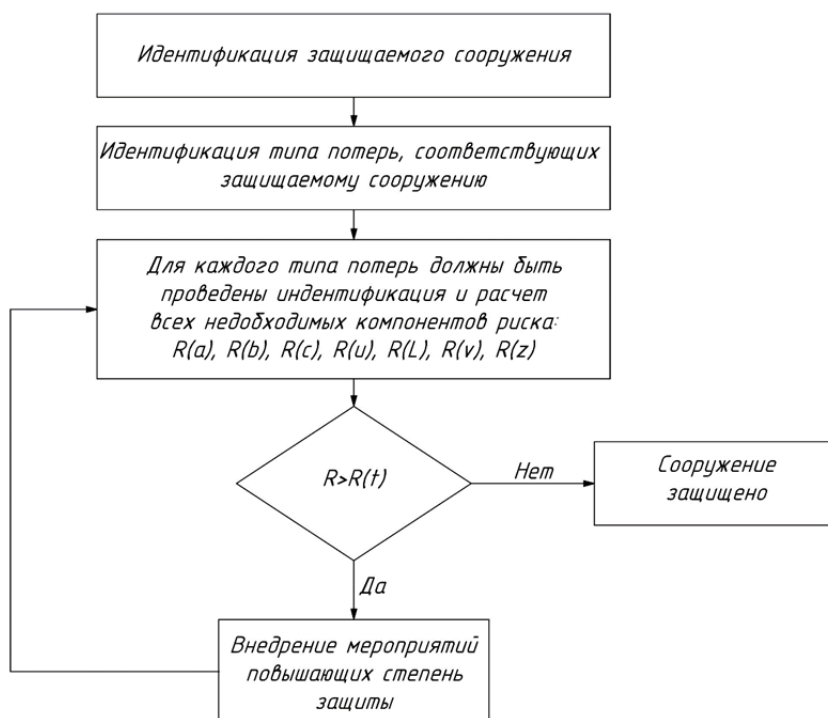 Идентификация защищаемого сооружения
Идентификация типа потерь, соответствующих
защищаемому сооружению
Для каждого типа потерь должны быть
проведены индентификация и расчет
всех недобходимых компонентов риска:
R(a), R(b), R(c), R(u), R(L), R(v), R(z)
R>R(t)
Нет
Сооружение
защищено
Да
Внедрение мероприятий
повышающих степень
защиты